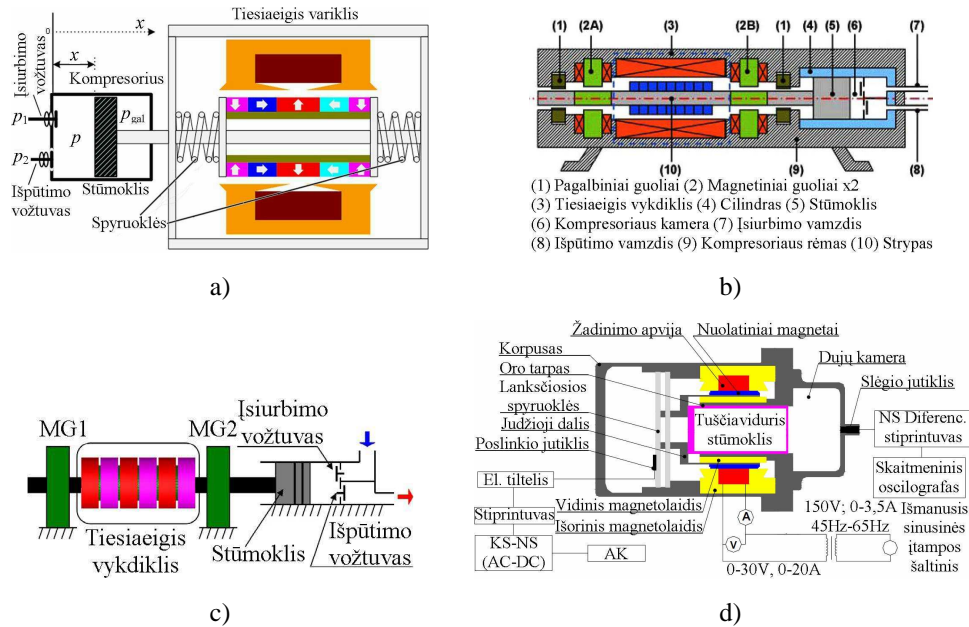 Tiesiaeigis variklis
x
0
x
Kompresorius
Įsiurbimo
vožtuvas
p1
p
pgal
p2
Išpūtimo
vožtuvas
Stūmoklis
Spyruoklės
a)
(1) (2A) (3) (2B) (1) (4) (5) (6) (7)
(10) (9) (8)
(1) Pagalbiniai guoliai (2) Magnetiniai guoliai x2
(3) Tiesiaeigis vykdiklis (4) Cilindras (5) Stūmoklis
(6) Kompresoriaus kamera (7) Įsiurbimo vamzdis
(8) Išpūtimo vamzdis (9) Kompresoriaus rėmas (10) Strypas
b)
MG1
MG2
Įsiurbimo
vožtuvas
Tiesiaeigis
vykdiklis
Stūmoklis
Išpūtimo
vožtuvas
c)
Žadinimo apvija
Nuolatiniai magnetai
Korpusas
Oro tarpas
Lanksčiosios
spyruoklės
Judžioji dalis
Poslinkio jutiklis
Tuščiaviduris
stūmoklis
Dujų kamera
Slėgio jutiklis
NS Diferenc.
stiprintuvas
Skaitmeninis
oscilografas
El. tiltelis
Stiprintuvas
KS-NS
(AC-DC)
AK
Vidinis magnetolaidis
Išorinis magnetolaidis
A
V
0-30V, 0-20A
150V; 0-3,5A
45Hz-65Hz
Išmanusis
sinusinės
įtampos
šaltinis
d)